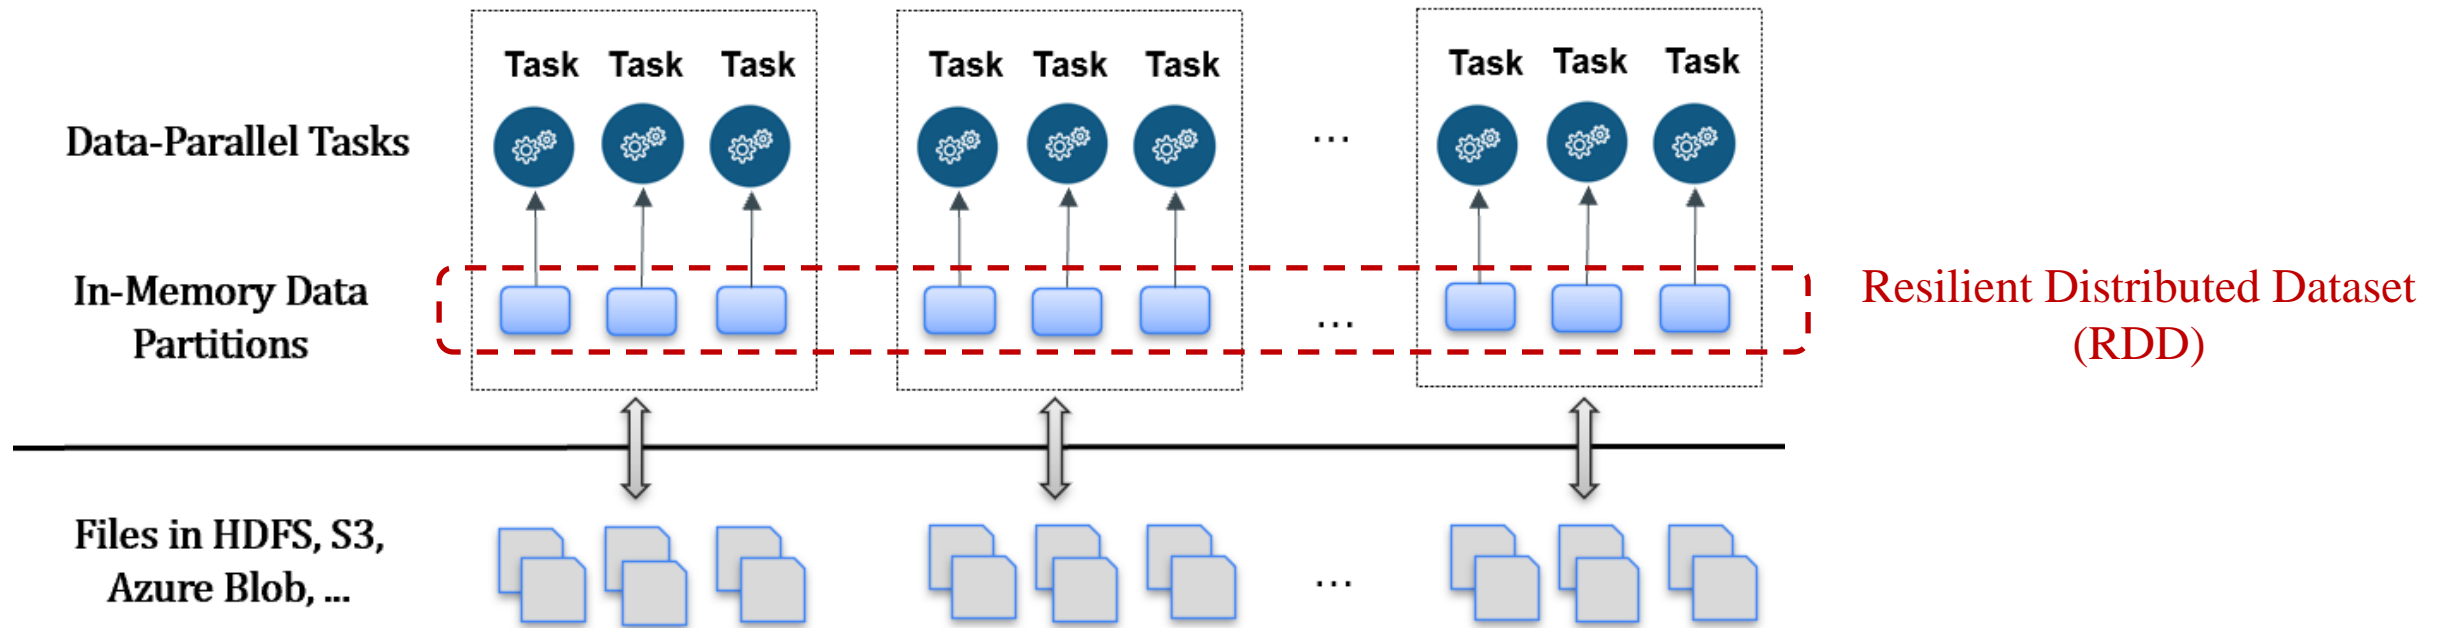 Task Task Task
Task Task Task
Task Task Task
Data-Parallel Tasks
...
In-Memory Data
Partitions
...
Resilient Distributed Dataset
(RDD)
Files in HDFS, S3,
Azure Blob, ...
...